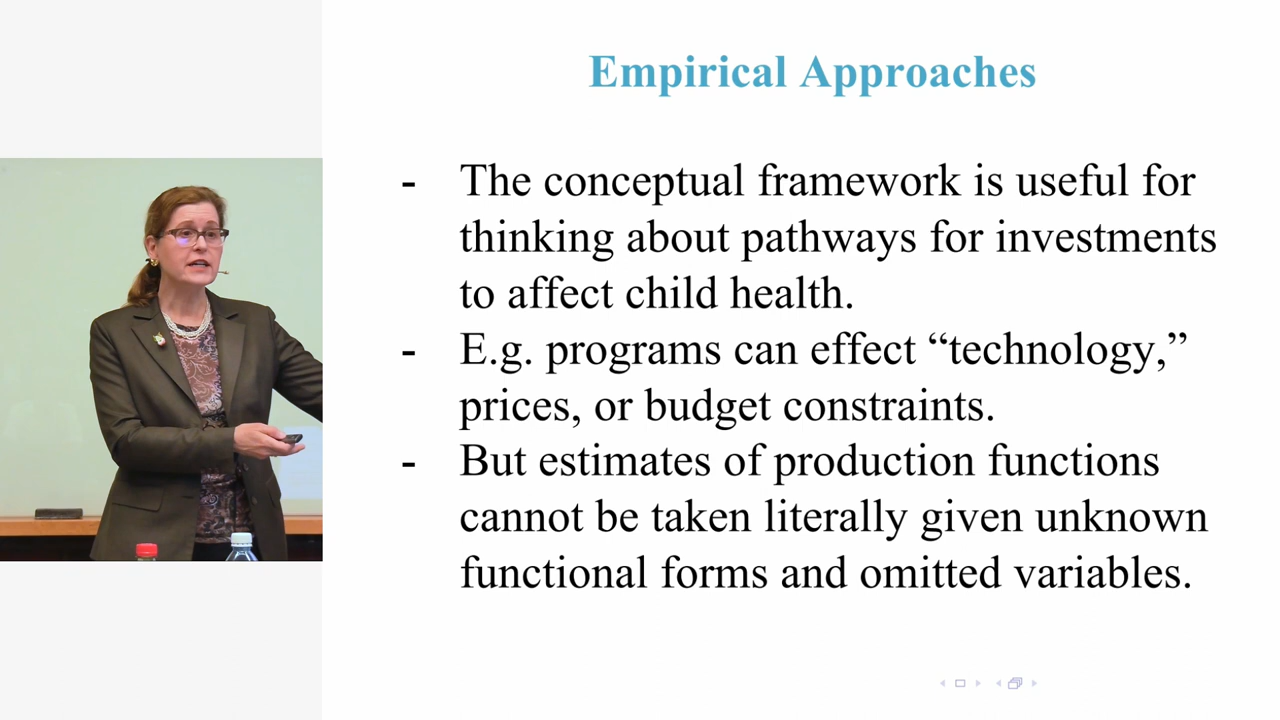 Empirical Approaches
- The conceptual framework is useful for
thinking about pathways for investments
to affect child health.
- E.g. programs can effect “technology,”
prices, or budget constraints.
- But estimates of production functions
cannot be taken literally given unknown
functional forms and omitted variables.